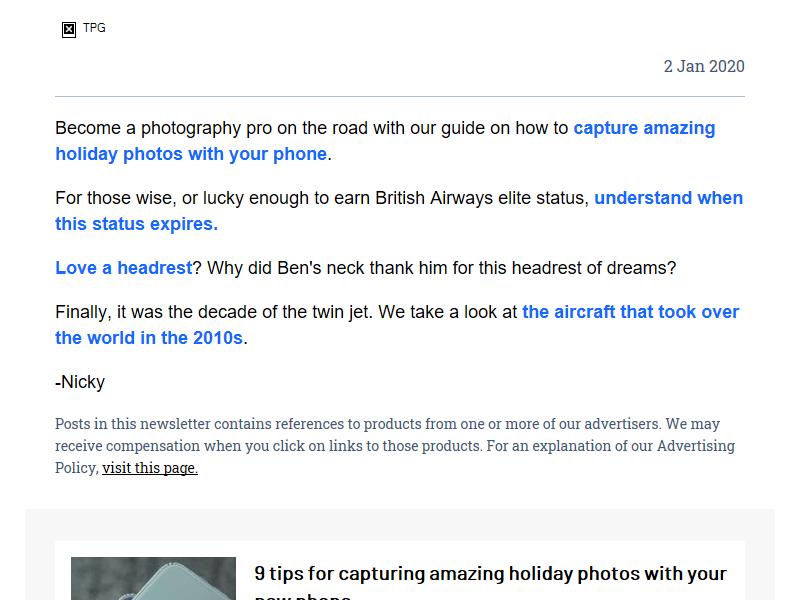 TPG
2 Jan 2020
Become a photography pro on the road with our guide on how to capture amazing
holiday photos with your phone.
For those wise, or lucky enough to earn British Airways elite status, understand when
this status expires.
Love a headrest? Why did Ben's neck thank him for this headrest of dreams?
Finally, it was the decade of the twin jet. We take a look at the aircraft that took over
the world in the 2010s.
-Nicky
Posts in this newsletter contains references to products from one or more of our advertisers. We may
receive compensation when you click on links to those products. For an explanation of our Advertising
Policy, visit this page.
9 tips for capturing amazing holiday photos with your
new phone